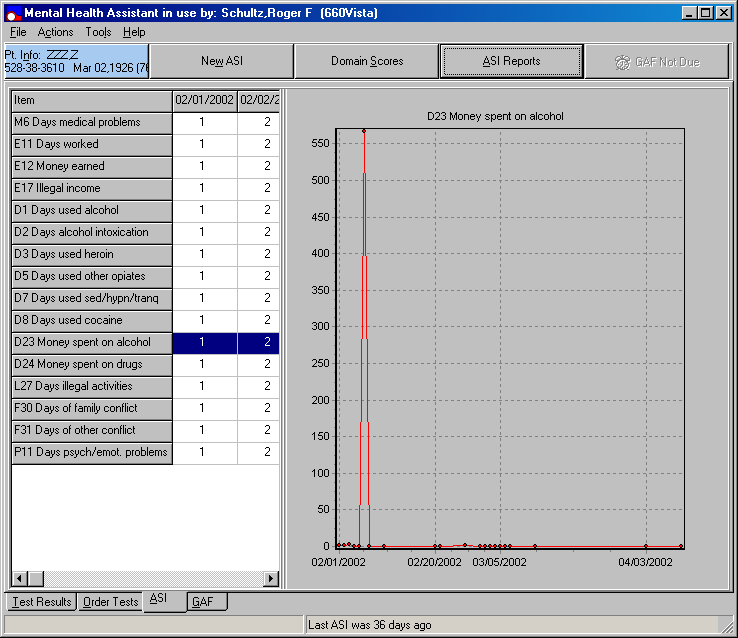 Mental Health Assistant in use by: Schultz,Roger F (660Vista)
File Actions Tools Help
Pt. Info: ZZZ Z
528-38-3610 Mar 02,1926 (76
New ASI
Domain Scores
ASI Reports
GAF Not Due
Item 02/01/2002 02/02/2
M6 Days medical problems 1 2
E11 Days worked 1 2
E12 Money earned 1 2
E17 Illegal income 1 2
D1 Days used alcohol 1 2
D2 Days alcohol intoxication 1 2
D3 Days used heroin 1 2
D5 Days used other opiates 1 2
D7 Days used sed/hypn/tranq 1 2
D8 Days used cocaine 1 2
D23 Money spent on alcohol 1 2
D24 Money spent on drugs 1 2
L27 Days illegal activities 1 2
F30 Days of family conflict 1 2
F31 Days of other conflict 1 2
P11 Days psych/emot. problems 1 2
D23 Money spent on alcohol
550
500
450
400
350
300
250
200
150
100
50
0
02/01/2002 02/20/2002 03/05/2002 04/03/2002
Test Results Order Tests ASI GAF
Last ASI was 36 days ago